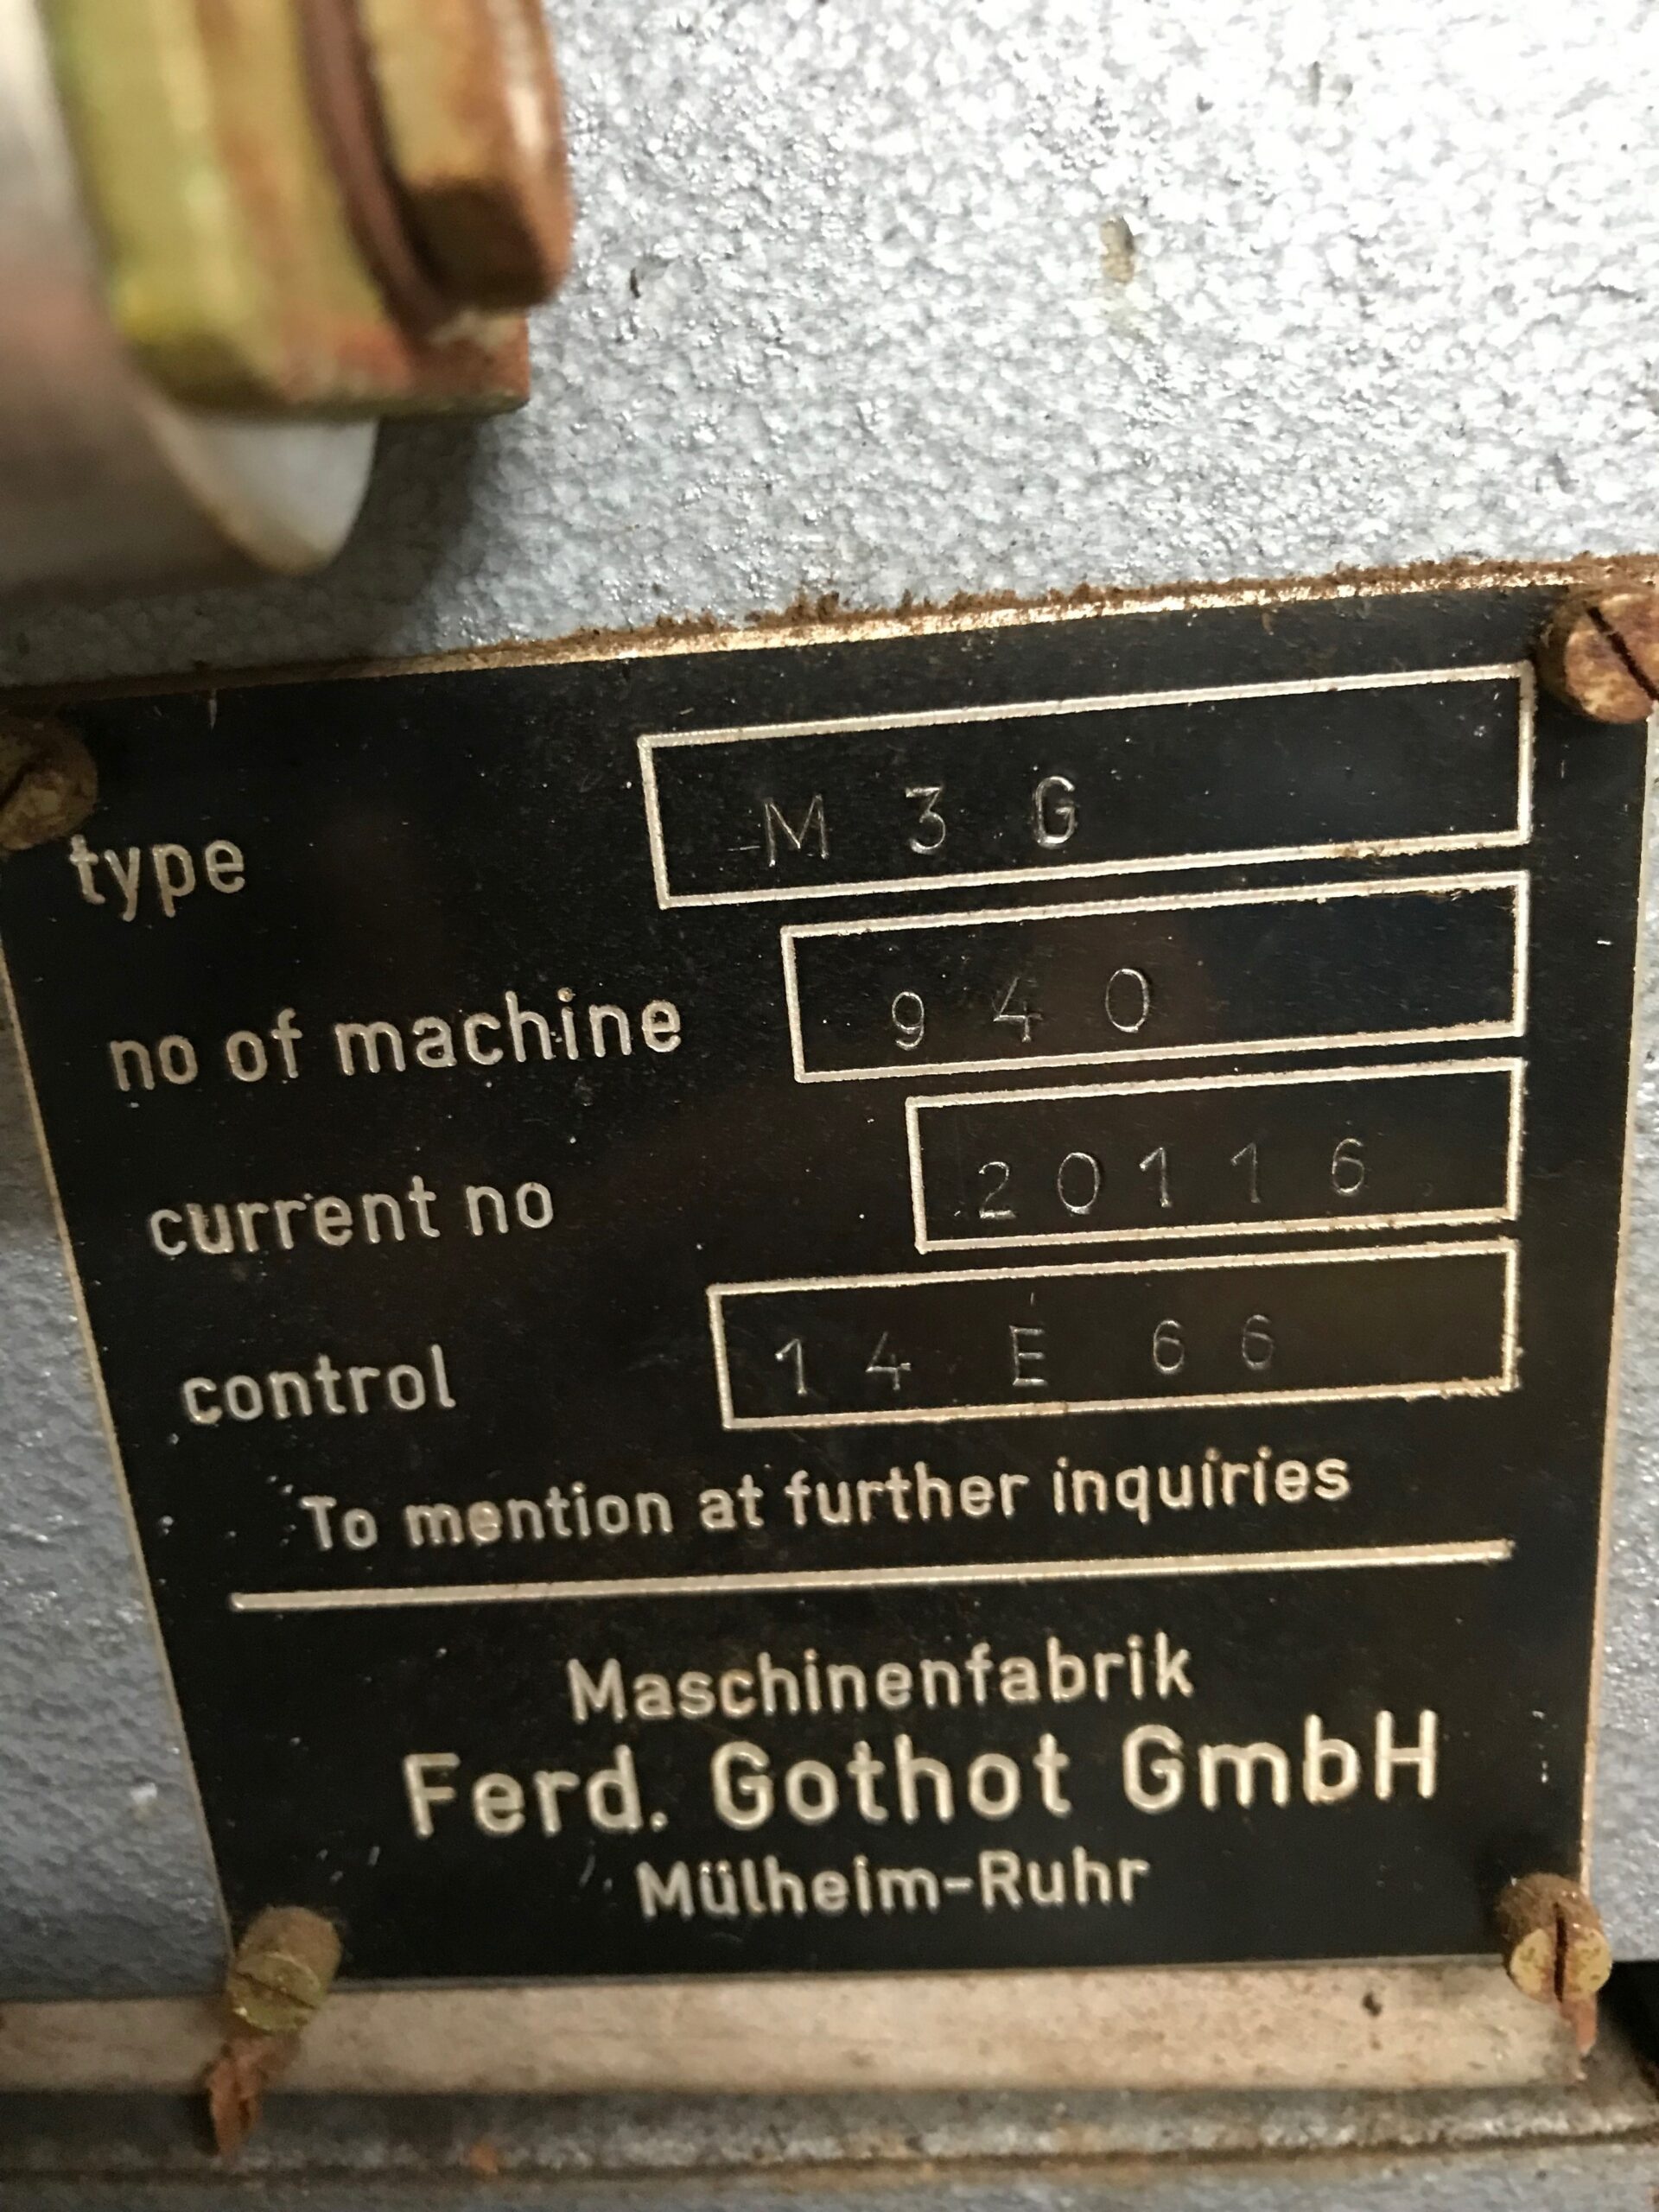 type M 3 G
no of machine 9 4 0
current no 2 0 1 1 6
control 1 4 E 6 6
To mention at further inquiries
Maschinenfabrik
Ferd. Gothot GmbH
Mülheim-Ruhr